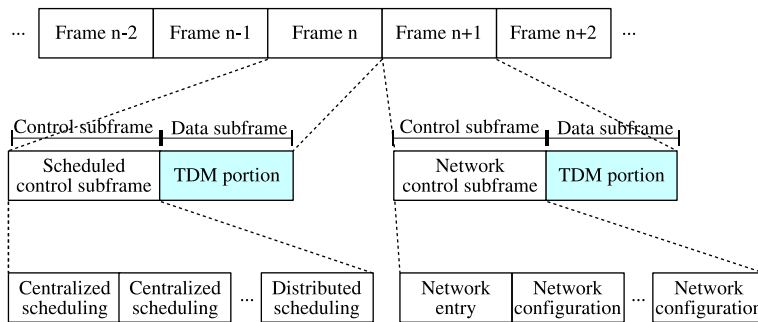 ... Frame n-2 Frame n-1 Frame n Frame n+1 Frame n+2 ...
Control subframe Data subframe Control subframe Data subframe
Scheduled
control subframe
TDM portion
Network
control subframe
TDM portion
Centralized
scheduling
Centralized
scheduling
...
Distributed
scheduling
Network
entry
Network
configuration
...
Network
configuration